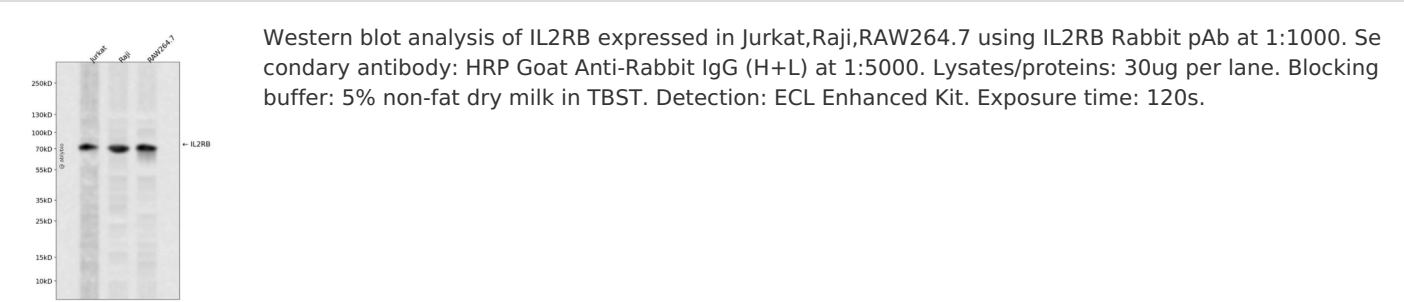 Jurkat
Raji
RAW264.7
250kD
130kD
100kD
70kD
55kD
35kD
25kD
15kD
10kD
← IL2RB
Western blot analysis of IL2RB expressed in Jurkat,Raji,RAW264.7 using IL2RB Rabbit pAb at 1:1000. Se
condary antibody: HRP Goat Anti-Rabbit IgG (H+L) at 1:5000. Lysates/proteins: 30ug per lane. Blocking
buffer: 5% non-fat dry milk in TBST. Detection: ECL Enhanced Kit. Exposure time: 120s.